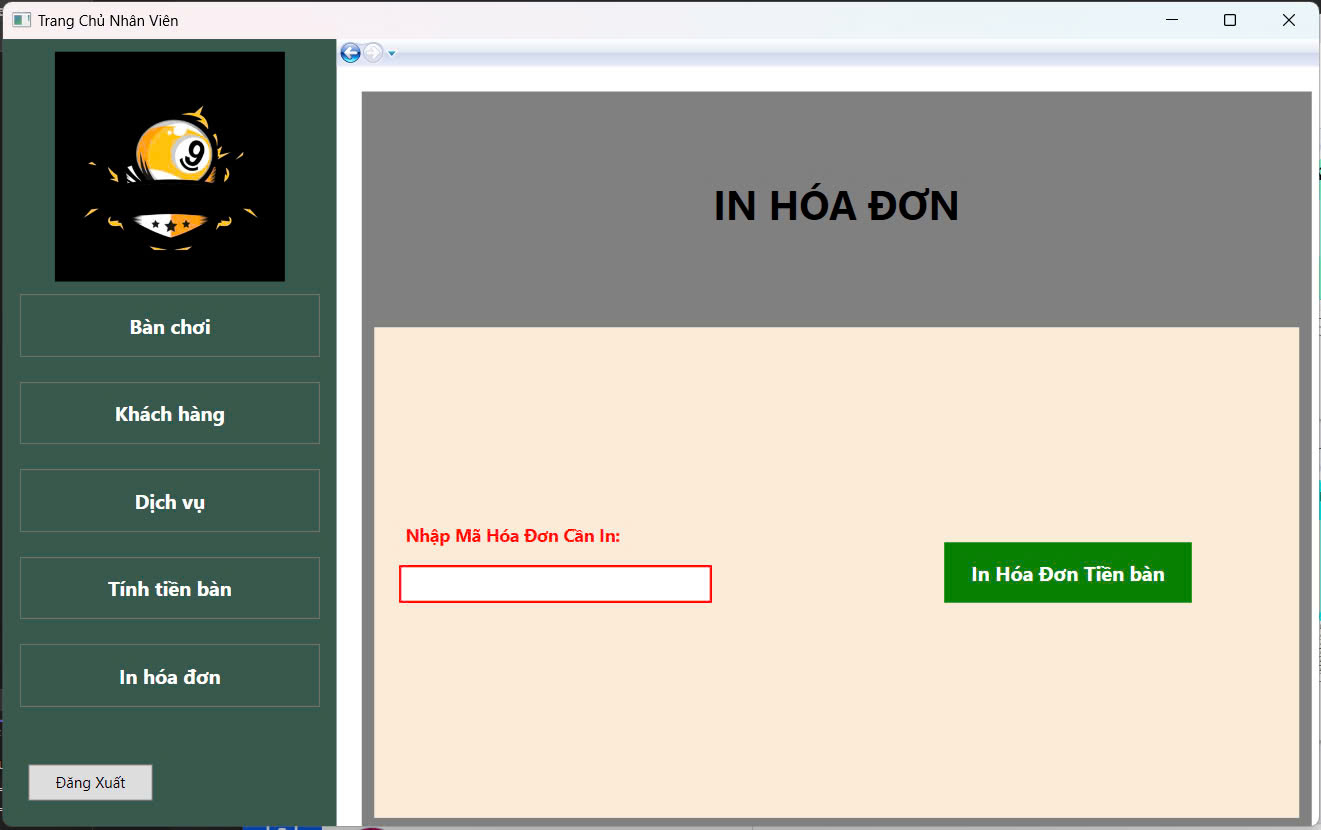 Trang Chủ Nhân Viên
9
IN HÓA ĐƠN
Bàn chơi
Khách hàng
Dịch vụ
Nhập Mã Hóa Đơn Cần In:
In Hóa Đơn Tiền bàn
Tính tiền bàn
In hóa đơn
Đăng Xuất